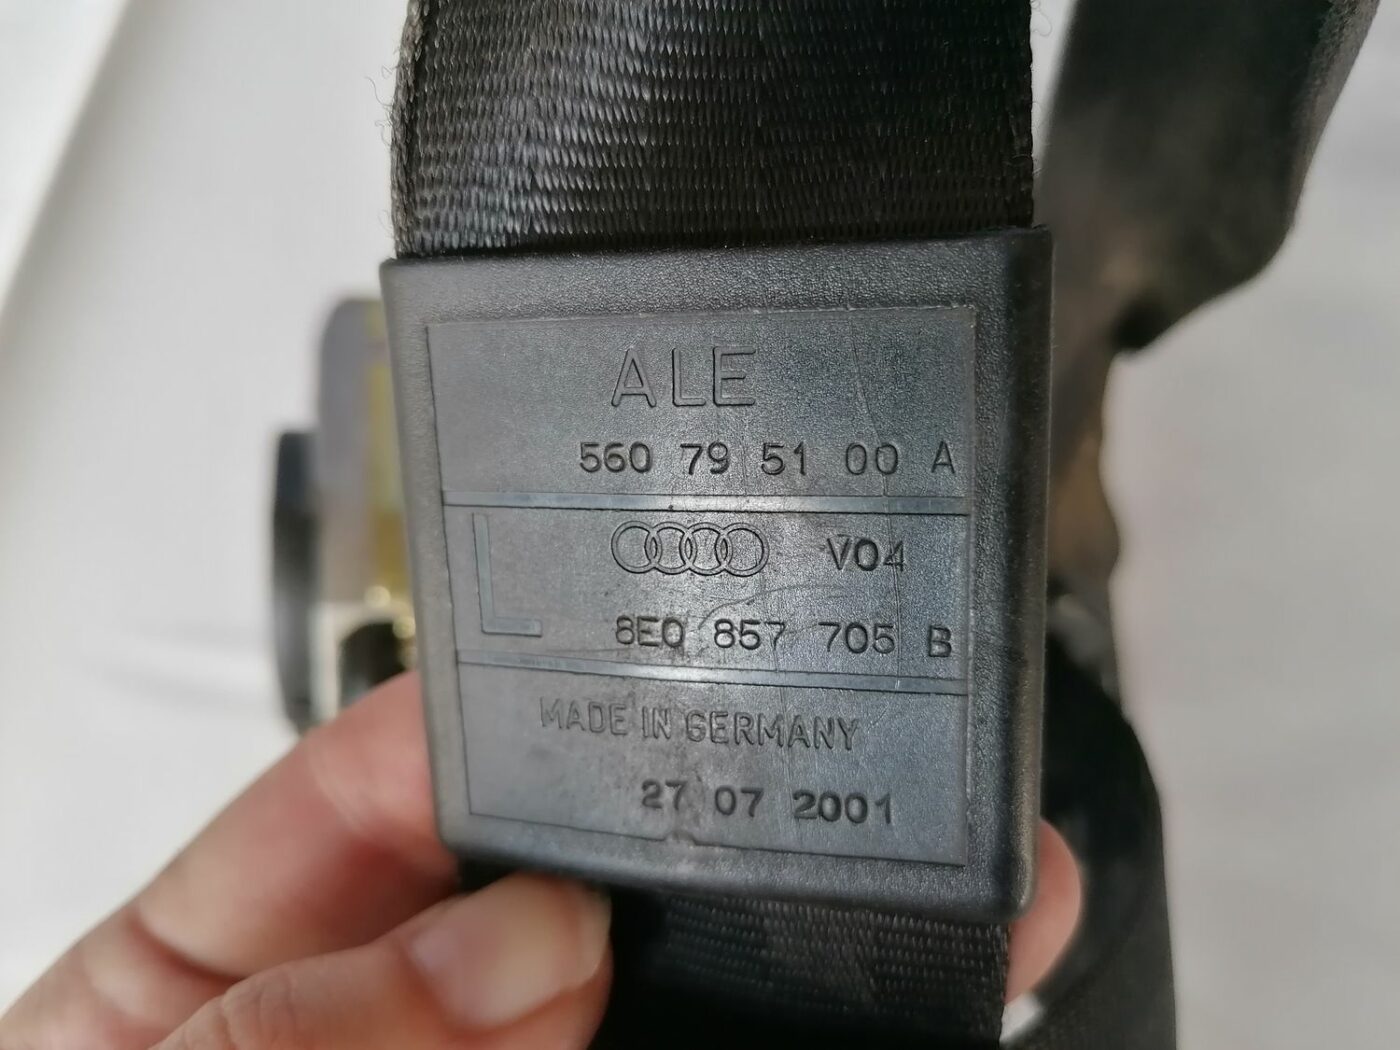 ALE
560 79 51 00 A
L
V04
8E0 857 705 B
MADE IN GERMANY
27 07 2001